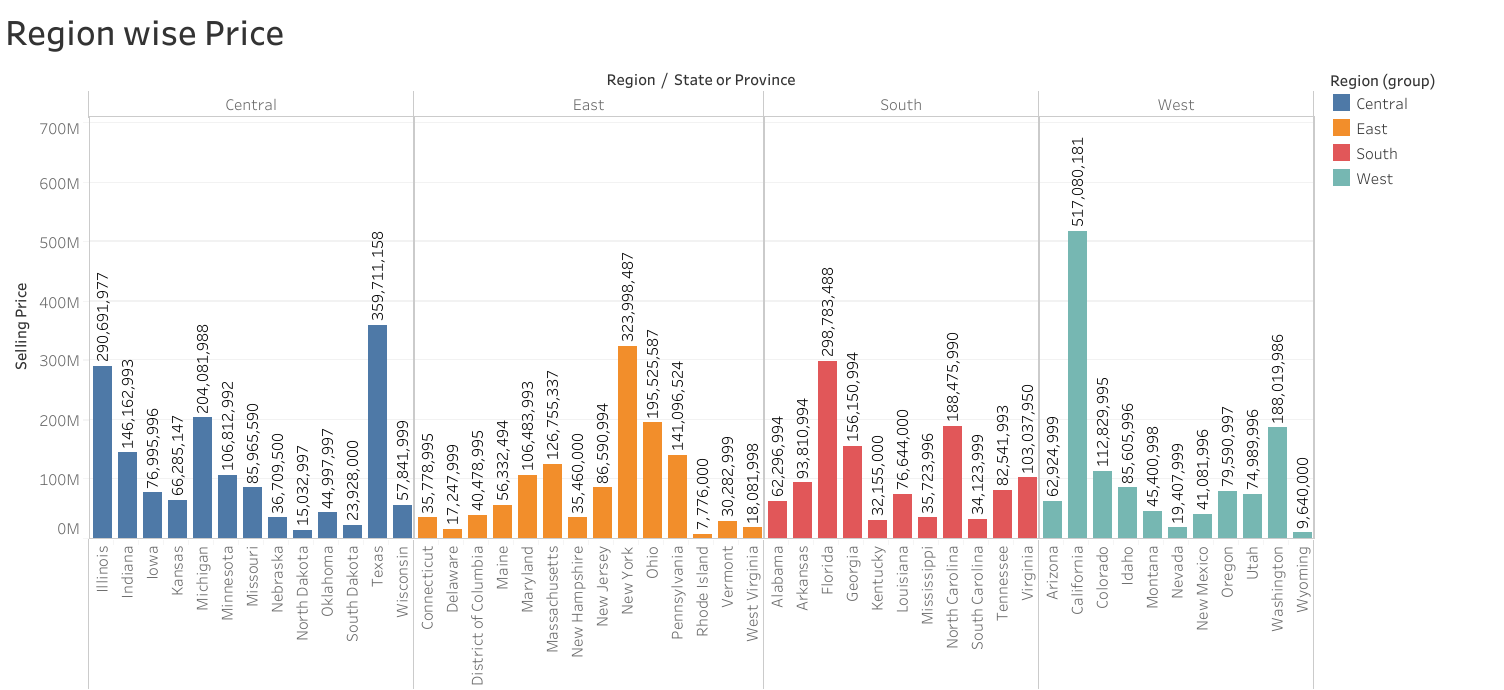 Region wise Price
Region / State or Province
Central East South West
Region (group)
Central
East
South
West
Selling Price
700M
600M
500M
400M
300M
200M
100M
0M
290,691,977
146,162,993
76,995,996
66,285,147
204,081,988
106,812,992
85,965,590
36,709,500
15,032,997
44,997,997
23,928,000
359,711,158
57,841,999
35,778,995
17,247,999
40,478,995
56,332,494
106,483,993
126,755,337
35,460,000
86,590,994
323,998,487
195,525,587
141,096,524
7,776,000
30,282,999
18,081,998
62,296,994
93,810,994
298,783,488
156,150,994
32,155,000
76,644,000
35,723,996
188,475,990
34,123,999
82,541,993
103,037,950
62,924,999
517,080,181
112,829,995
85,605,996
45,400,998
19,407,999
41,081,996
79,590,997
74,989,996
188,019,986
9,640,000
Illinois
Indiana
Iowa
Kansas
Michigan
Minnesota
Missouri
Nebraska
North Dakota
Oklahoma
South Dakota
Texas
Wisconsin
Connecticut
Delaware
District of Columbia
Maine
Maryland
Massachusetts
New Hampshire
New Jersey
New York
Ohio
Pennsylvania
Rhode Island
Vermont
West Virginia
Alabama
Arkansas
Florida
Georgia
Kentucky
Louisiana
Mississippi
North Carolina
South Carolina
Tennessee
Virginia
Arizona
California
Colorado
Idaho
Montana
Nevada
New Mexico
Oregon
Utah
Washington
Wyoming